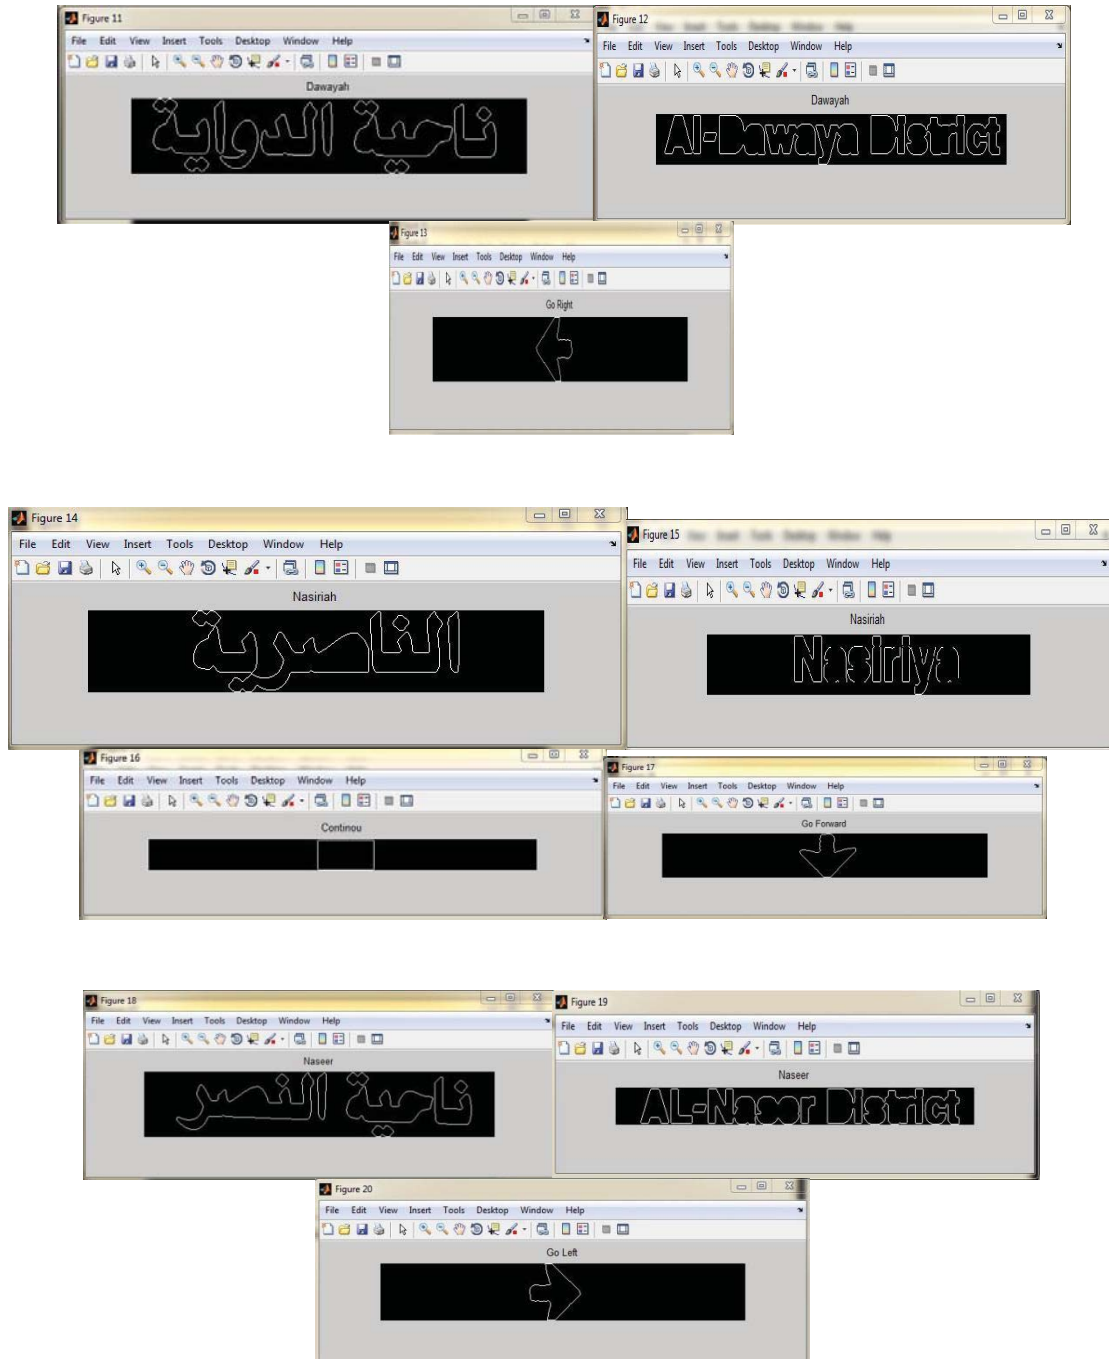 Figure 11
File Edit View Insert Tools Desktop Window Help
Dawayah
ناحية الدواية
Figure 12
File Edit View Insert Tools Desktop Window Help
Dawayah
Al-Dawaya District
Figure 13
File Edit View Insert Tools Desktop Window Help
Go Right
Figure 14
File Edit View Insert Tools Desktop Window Help
Nasiriah
الناصرية
Figure 15
File Edit View Insert Tools Desktop Window Help
Nasiriah
Nasiriya
Figure 16
File Edit View Insert Tools Desktop Window Help
Continou
Figure 17
File Edit View Insert Tools Desktop Window Help
Go Forward
Figure 18
File Edit View Insert Tools Desktop Window Help
Naseer
ناحية النصر
Figure 19
File Edit View Insert Tools Desktop Window Help
Naseer
AL-Naser District
Figure 20
File Edit View Insert Tools Desktop Window Help
Go Left